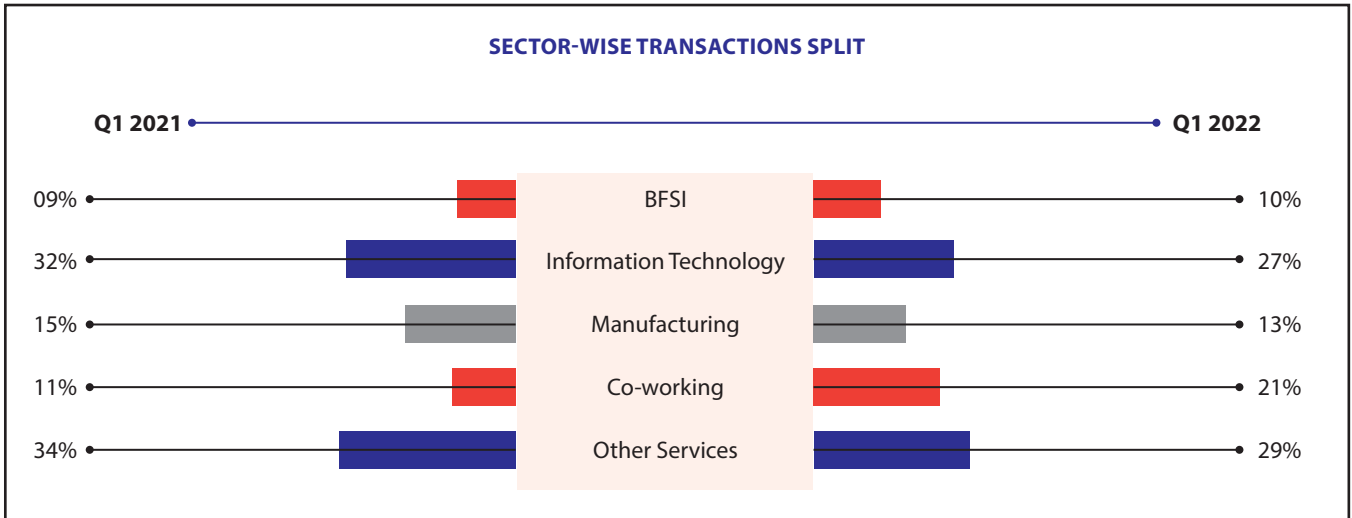 SECTOR-WISE TRANSACTIONS SPLIT
Q1 2021 Q1 2022
09% BFSI 10%
32% Information Technology 27%
15% Manufacturing 13%
11% Co-working 21%
34% Other Services 29%